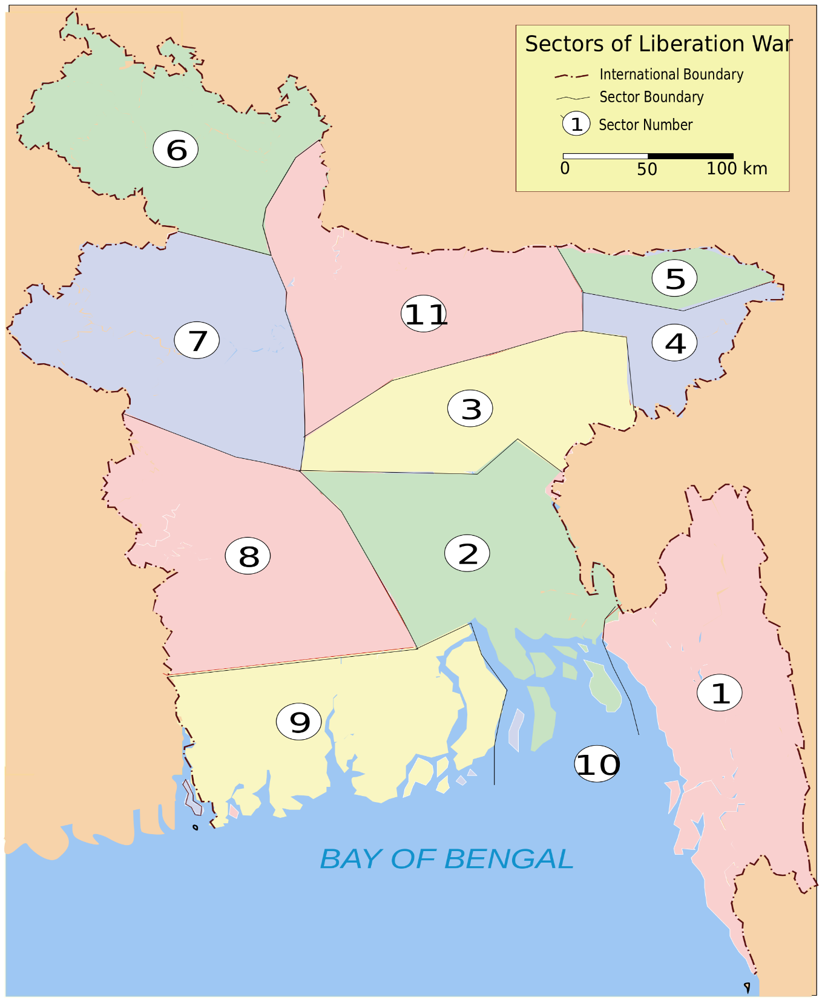 Sectors of Liberation War
International Boundary
Sector Boundary
1 Sector Number
0 50 100 km
6
5
11
7
4
3
8
2
1
9
10
BAY OF BENGAL